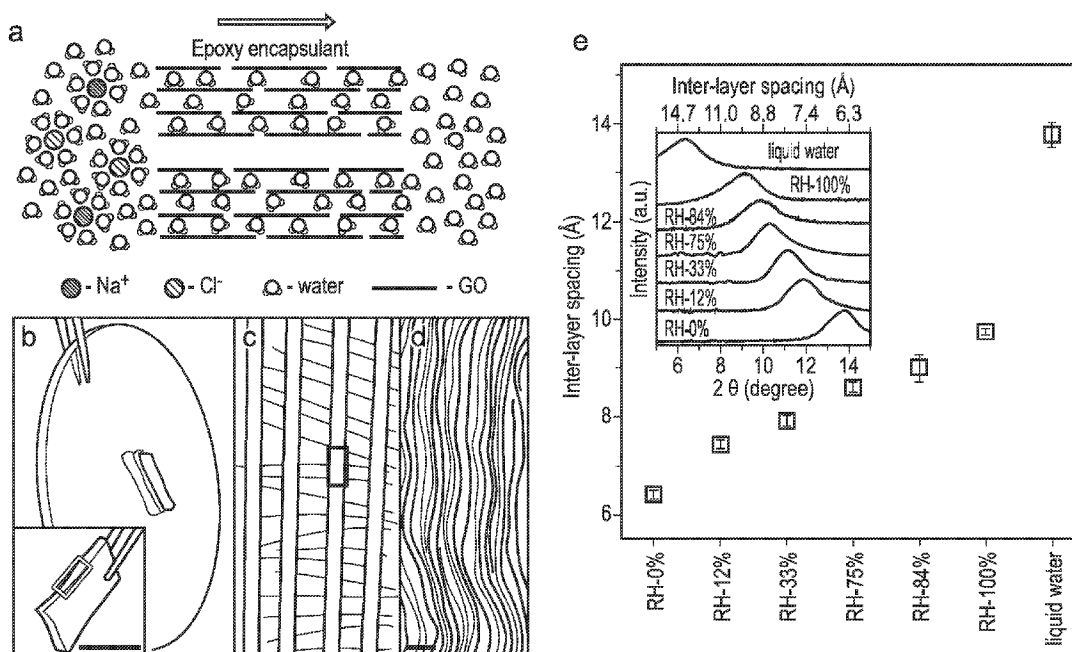 a
Epoxy encapsulant
- Na⁺ - Cl⁻ - water - GO
b
c
d
e
Inter-layer spacing (Å)
14
12
10
8
6
Inter-layer spacing (Å)
14.7 11.0 8.8 7.4 6.3
Intensity (a.u.)
liquid water
RH-100%
RH-84%
RH-75%
RH-33%
RH-12%
RH-0%
6 8 10 12 14
2 θ (degree)
RH-0%
RH-12%
RH-33%
RH-75%
RH-84%
RH-100%
liquid water